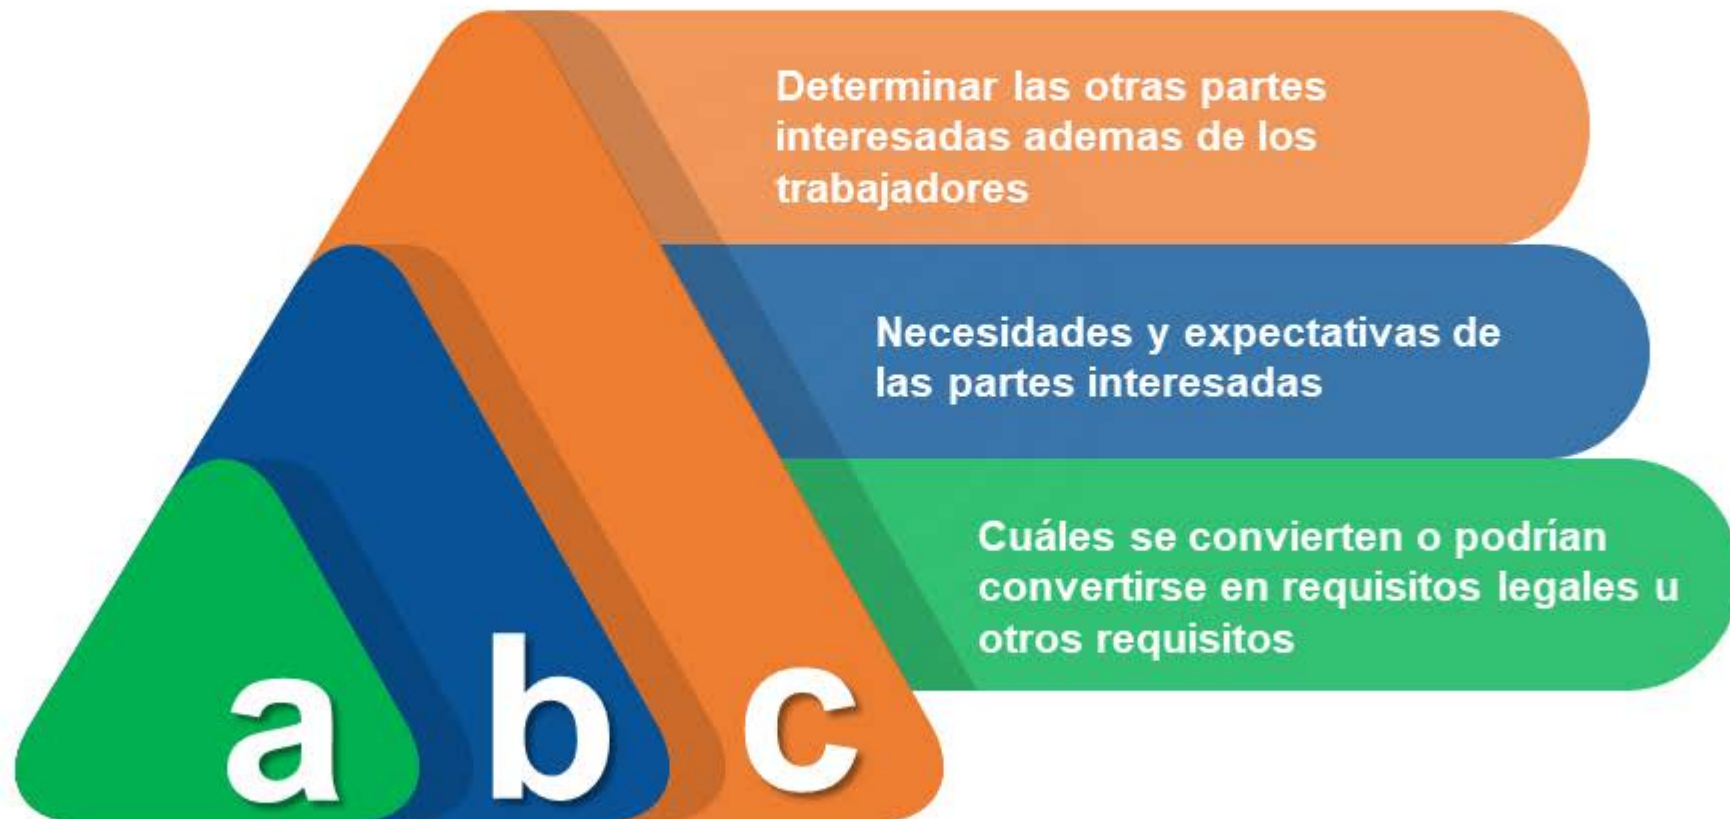 Determinar las otras partes
interesadas ademas de los
trabajadores
Necesidades y expectativas de
las partes interesadas
Cuáles se convierten o podrían
convertirse en requisitos legales u
otros requisitos
a b c